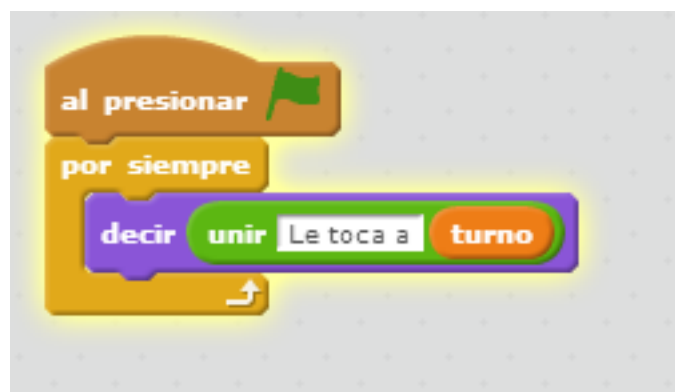 al presionar
por siempre
decir unir Le toca a turno